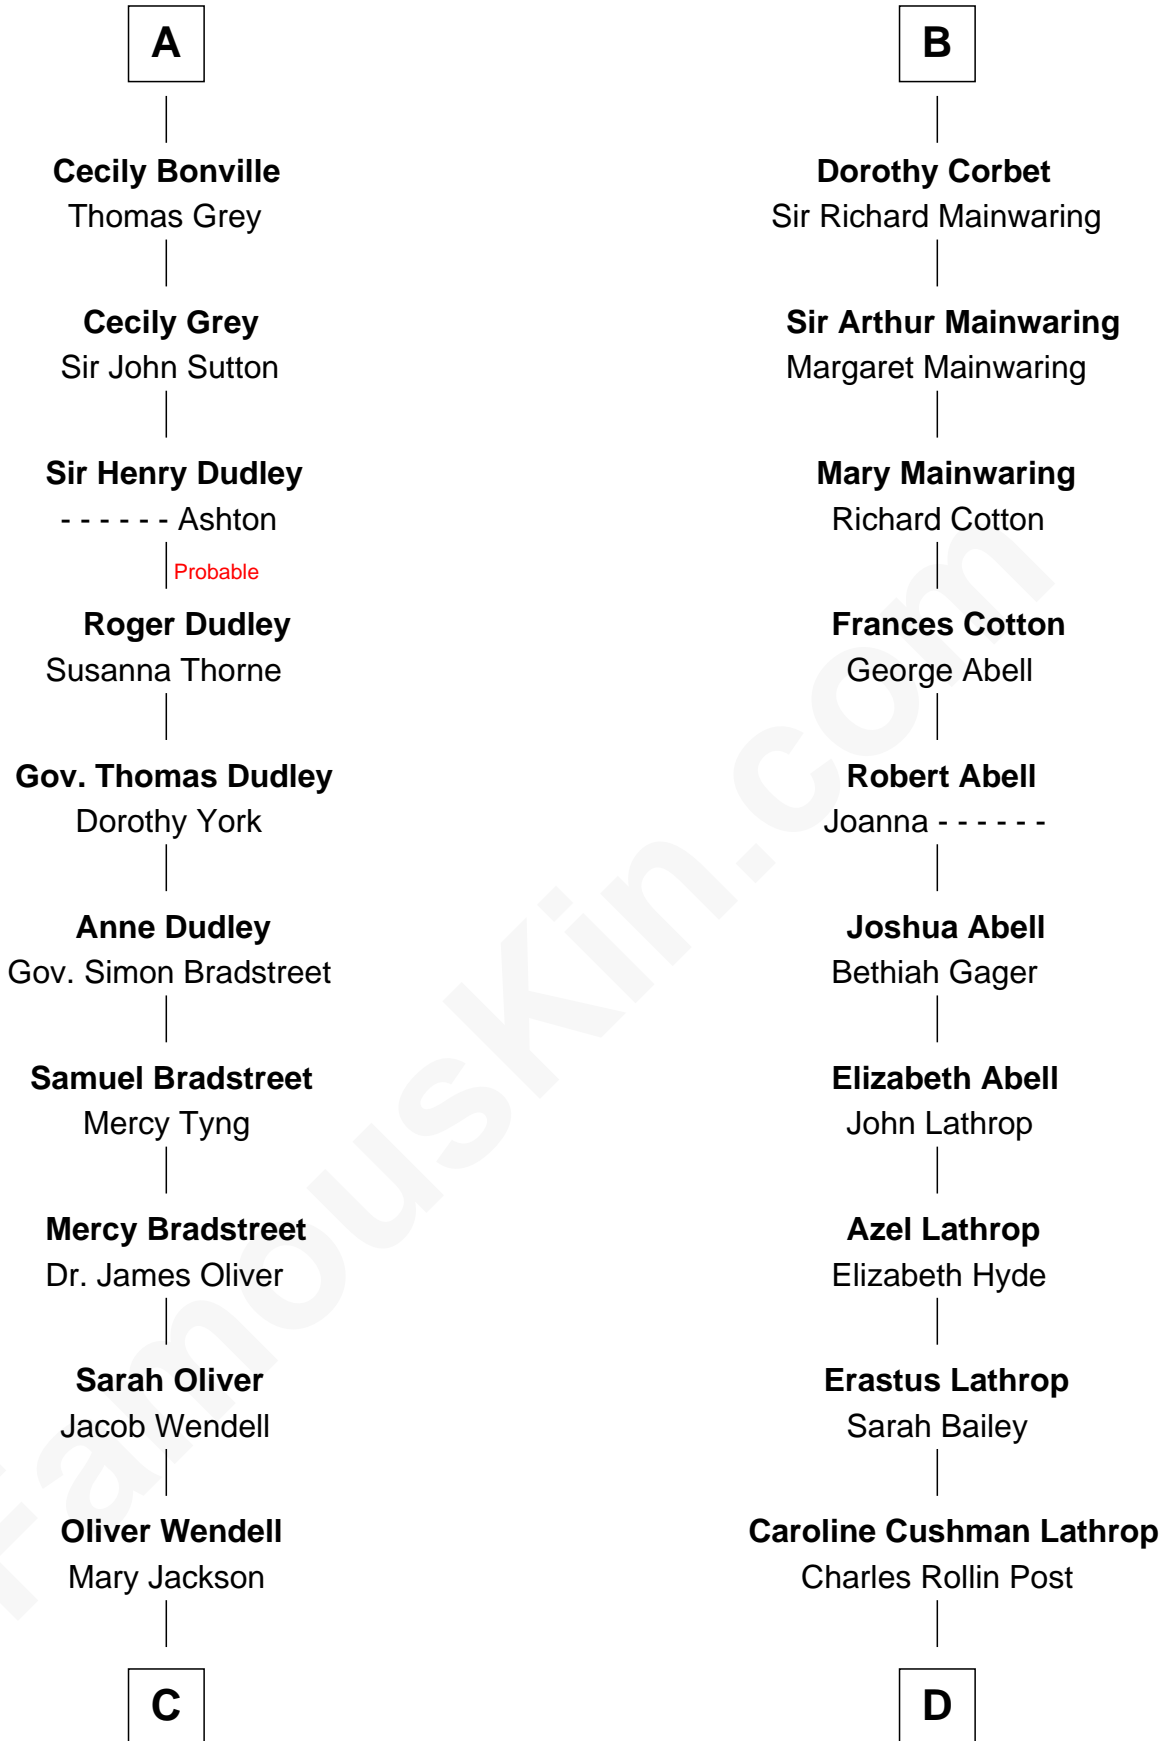 A
Cecily Bonville
Thomas Grey
Cecily Grey
Sir John Sutton
Sir Henry Dudley
- - - - - - Ashton
Probable
Roger Dudley
Susanna Thorne
Gov. Thomas Dudley
Dorothy York
Anne Dudley
Gov. Simon Bradstreet
Samuel Bradstreet
Mercy Tyng
Mercy Bradstreet
Dr. James Oliver
Sarah Oliver
Jacob Wendell
Oliver Wendell
Mary Jackson
C
B
Dorothy Corbet
Sir Richard Mainwaring
Sir Arthur Mainwaring
Margaret Mainwaring
Mary Mainwaring
Richard Cotton
Frances Cotton
George Abell
Robert Abell
Joanna - - - - - -
Joshua Abell
Bethiah Gager
Elizabeth Abell
John Lathrop
Azel Lathrop
Elizabeth Hyde
Erastus Lathrop
Sarah Bailey
Caroline Cushman Lathrop
Charles Rollin Post
D
FamousKin.com